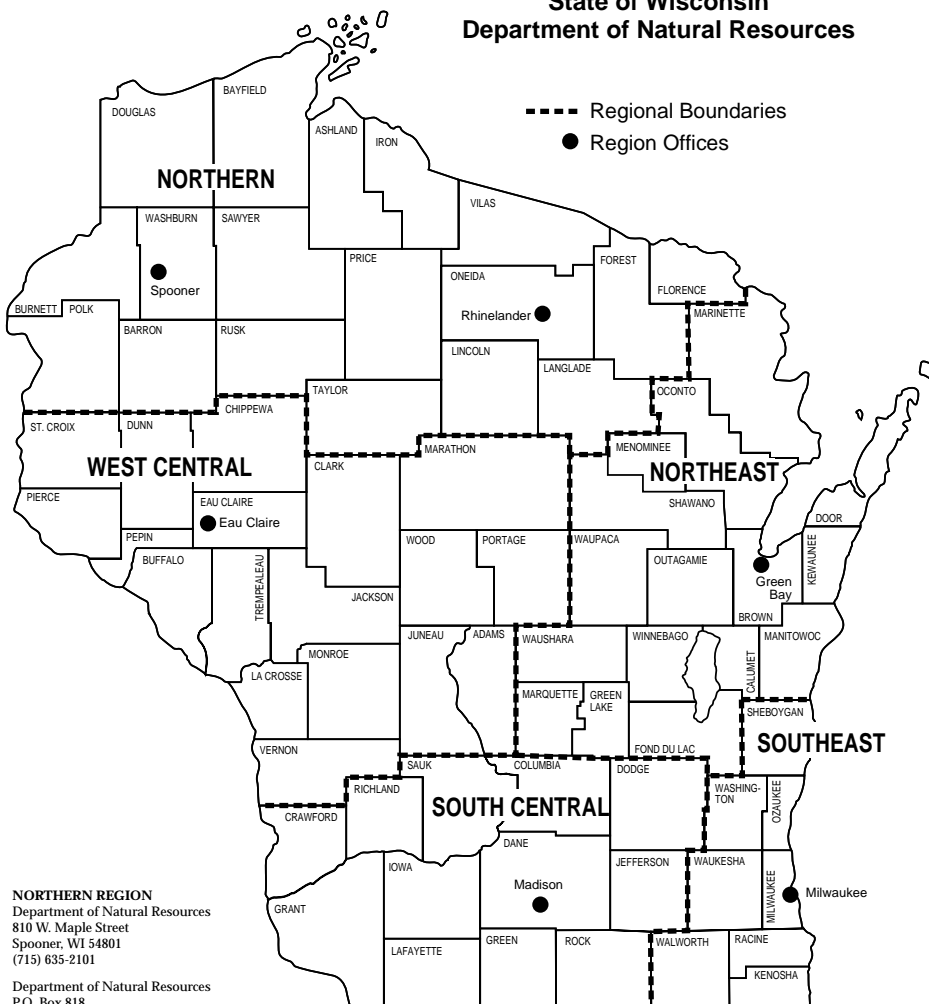 State of Wisconsin
Department of Natural Resources
Regional Boundaries
Region Offices
BAYFIELD
DOUGLAS
ASHLAND
IRON
NORTHERN
VILAS
WASHBURN
SAWYER
PRICE
FOREST
ONEIDA
Spooner
FLORENCE
BURNETT
POLK
MARINETTE
Rhinelander
BARRON
RUSK
LINCOLN
LANGLADE
TAYLOR
OCONTO
CHIPPEWA
ST. CROIX
DUNN
MARATHON
MENOMINEE
WEST CENTRAL
CLARK
NORTHEAST
PIERCE
EAU CLAIRE
SHAWANO
Eau Claire
DOOR
PEPIN
WOOD
PORTAGE
WAUPACA
BUFFALO
OUTAGAMIE
KEWAUNEE
TREMPEALEAU
Green
Bay
JACKSON
BROWN
JUNEAU
ADAMS
WAUSHARA
WINNEBAGO
MANITOWOC
MONROE
CALUMET
LA CROSSE
MARQUETTE
GREEN
LAKE
SHEBOYGAN
VERNON
FOND DU LAC
SOUTHEAST
SAUK
COLUMBIA
DODGE
RICHLAND
WASHING-
TON
OZAUKEE
SOUTH CENTRAL
CRAWFORD
DANE
IOWA
JEFFERSON
WAUKESHA
MILWAUKEE
Madison
Milwaukee
GRANT
LAFAYETTE
GREEN
ROCK
WALWORTH
RACINE
KENOSHA
NORTHERN REGION
Department of Natural Resources
810 W. Maple Street
Spooner, WI 54801
(715) 635-2101
Department of Natural Resources
P.O. Box 818